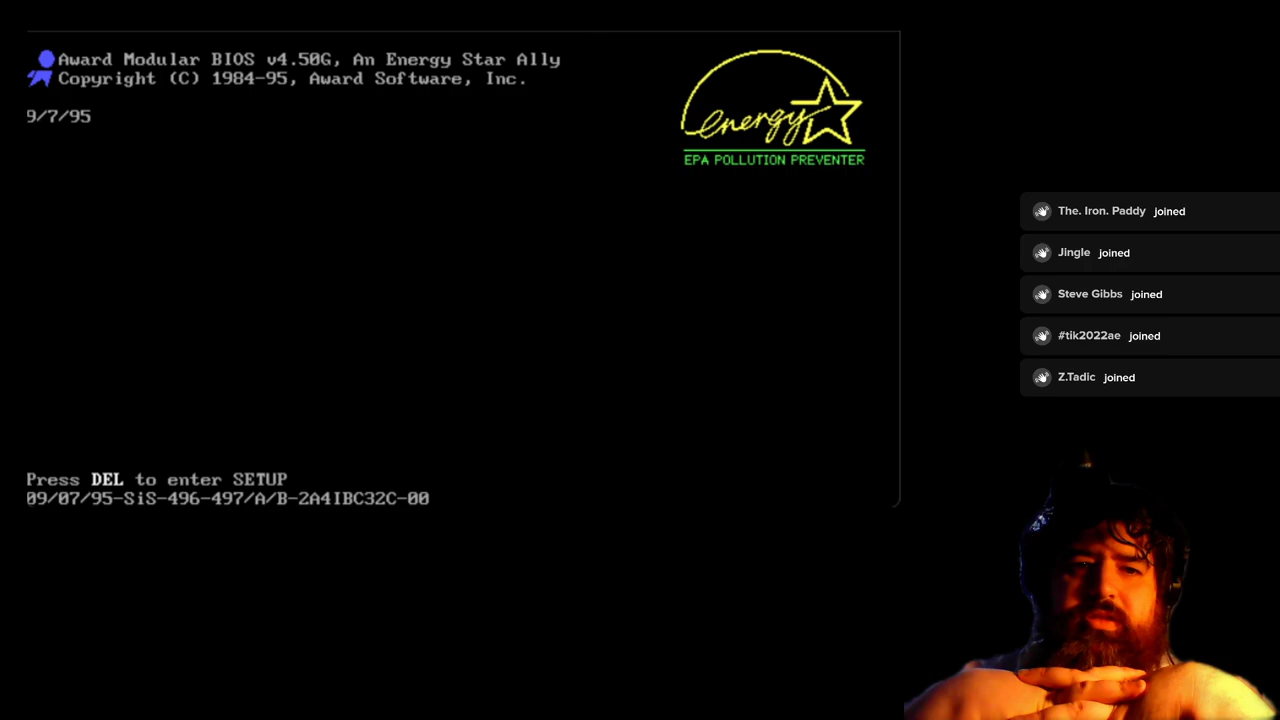 Award Modular BIOS v4.50G, An Energy Star Ally
Copyright (C) 1984-95, Award Software, Inc.
9/7/95
energy
EPA POLLUTION PREVENTER
The. Iron. Paddy joined
Jingle joined
Steve Gibbs joined
#tik2022ae joined
Z.Tadic joined
Press DEL to enter SETUP
09/07/95-SiS-496-497/A/B-2A4IBC32C-00